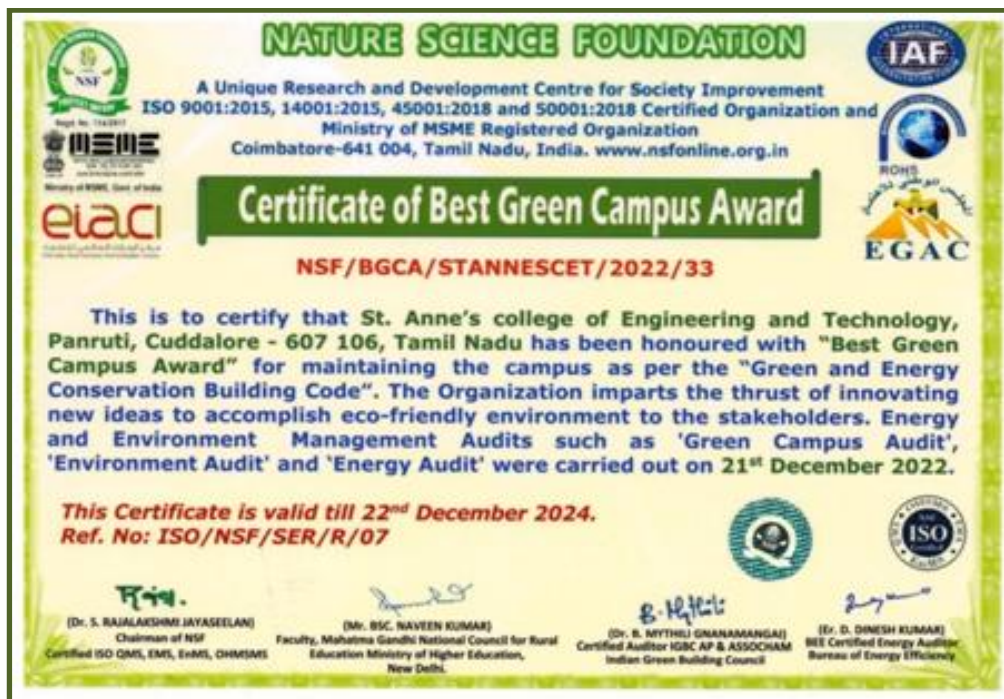 NATURE SCIENCE FOUNDATION
A Unique Research and Development Centre for Society Improvement
ISO 9001:2015, 14001:2015, 45001:2018 and 50001:2018 Certified Organization and
Ministry of MSME Registered Organization
Coimbatore-641 004, Tamil Nadu, India. www.nsfonline.org.in
NSF
MSME
Ministry of MSME, Govt. of India
eiaci
IAF
ROHS
EGAC
Certificate of Best Green Campus Award
NSF/BGCA/STANNESCET/2022/33
This is to certify that St. Anne's college of Engineering and Technology,
Panruti, Cuddalore - 607 106, Tamil Nadu has been honoured with "Best Green
Campus Award" for maintaining the campus as per the "Green and Energy
Conservation Building Code". The Organization imparts the thrust of innovating
new ideas to accomplish eco-friendly environment to the stakeholders. Energy
and Environment Management Audits such as 'Green Campus Audit',
'Environment Audit' and 'Energy Audit' were carried out on 21st December 2022.
This Certificate is valid till 22nd December 2024.
Ref. No: ISO/NSF/SER/R/07
ISO
(Dr. S. RAJALAKSHMI JAYASEELAN)
Chairman of NSF
Certified ISO QMS, EMS, EnMS, OHMSMS
(Mr. BSC. NAVEEN KUMAR)
Faculty, Mahatma Gandhi National Council for Rural
Education Ministry of Higher Education,
New Delhi.
B. Mythili
(Dr. B. MYTHILI GNANAMANGAI)
Certified Auditor IGBC AP & ASSOCHAM
Indian Green Building Council
(Er. D. DINESH KUMAR)
BEE Certified Energy Auditor
Bureau of Energy Efficiency